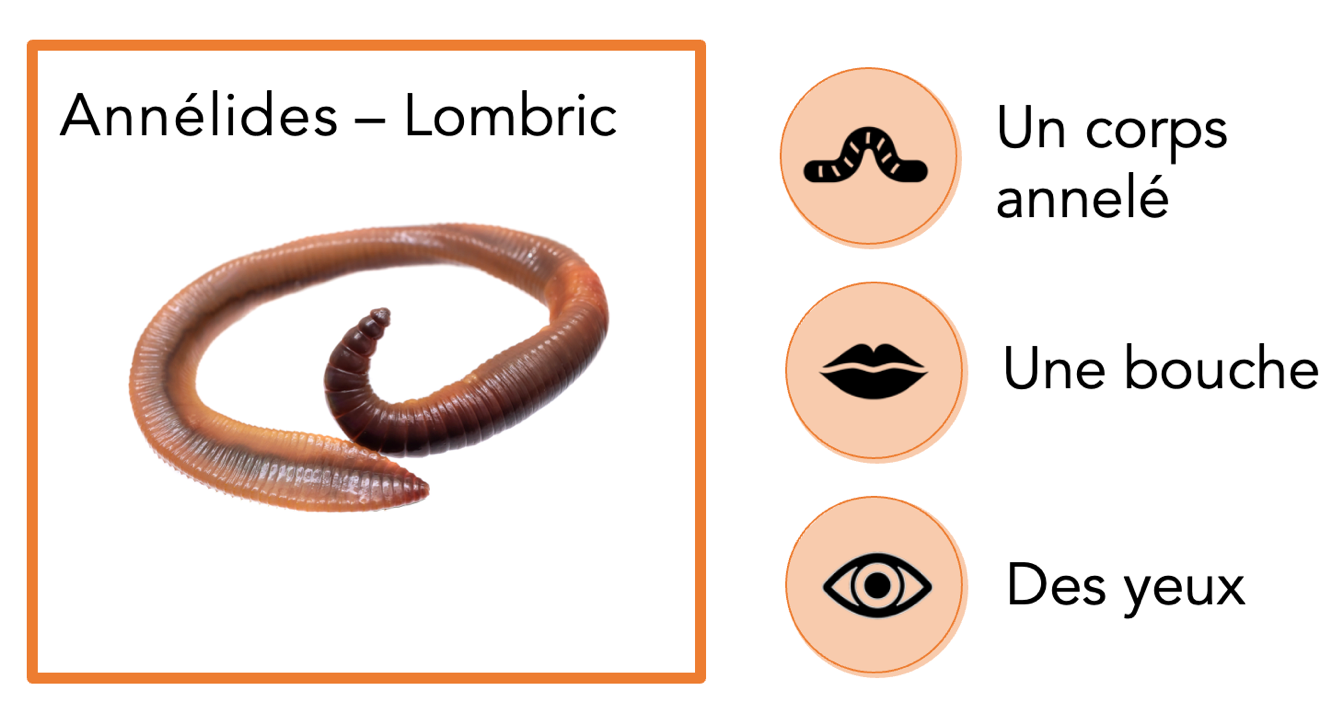 Annélides – Lombric
Un corps
annelé
Une bouche
Des yeux